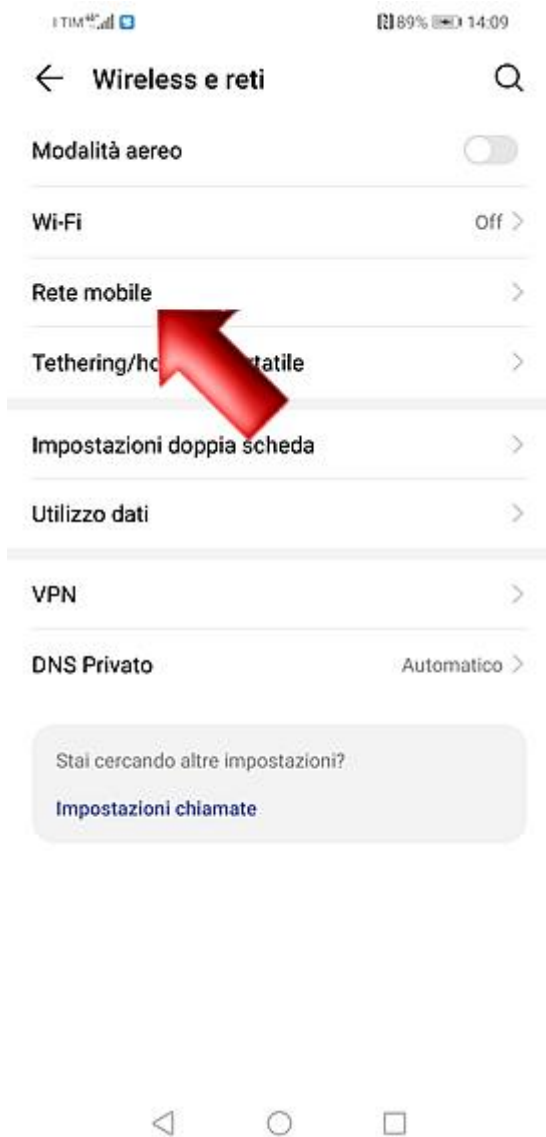 I TIM 89% 14:09
Wireless e reti
Modalità aereo
Wi-Fi Off
Rete mobile
Tethering/ho tatile
Impostazioni doppia scheda
Utilizzo dati
VPN
DNS Privato Automatico
Stai cercando altre impostazioni?
Impostazioni chiamate